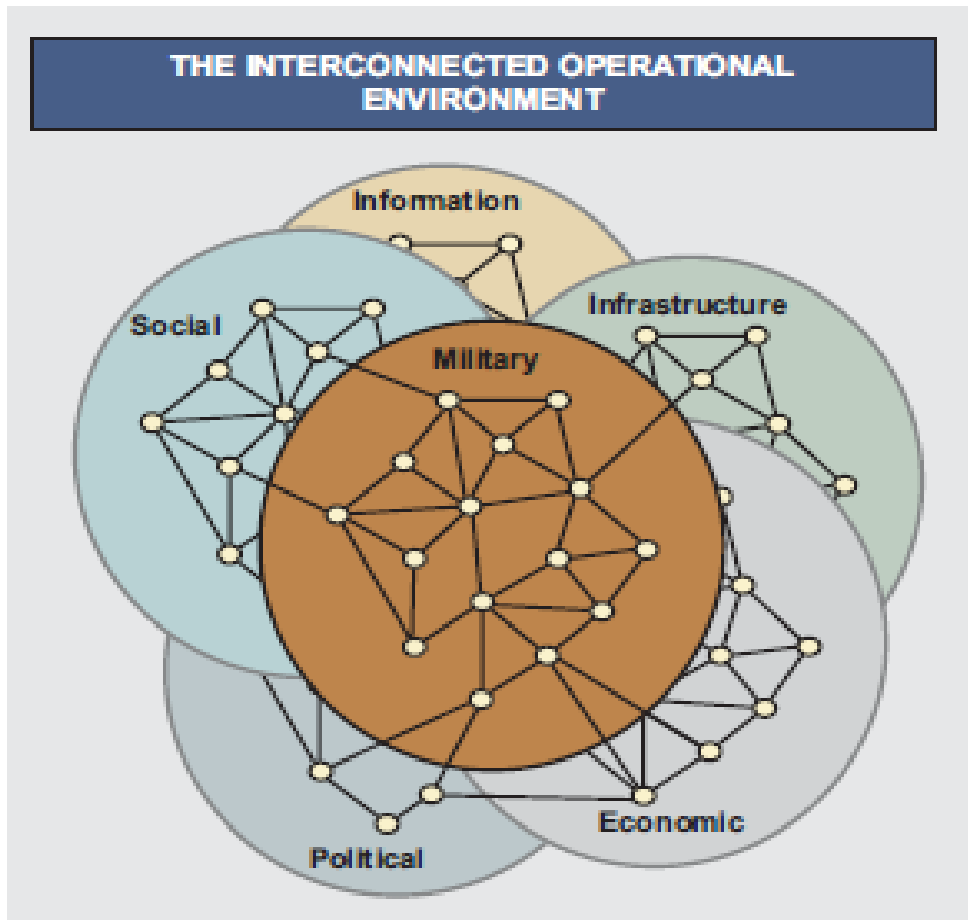 THE INTERCONNECTED OPERATIONAL
ENVIRONMENT
Information
Social
Infrastructure
Military
Economic
Political